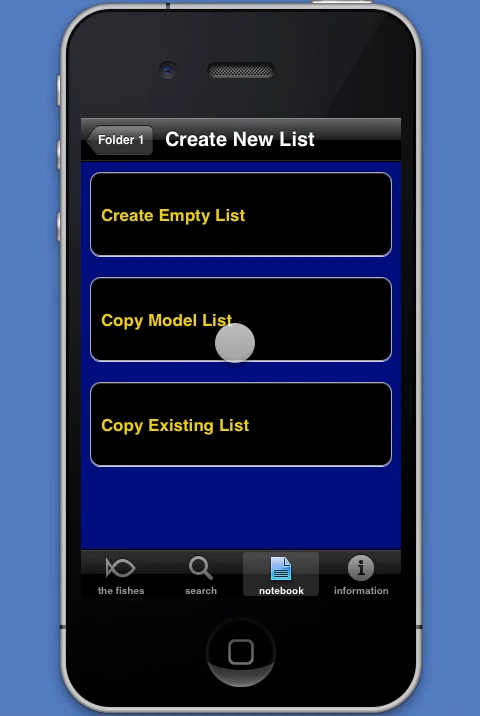 Folder 1
Create New List
Create Empty List
Copy Model List
Copy Existing List
the fishes
search
notebook
information